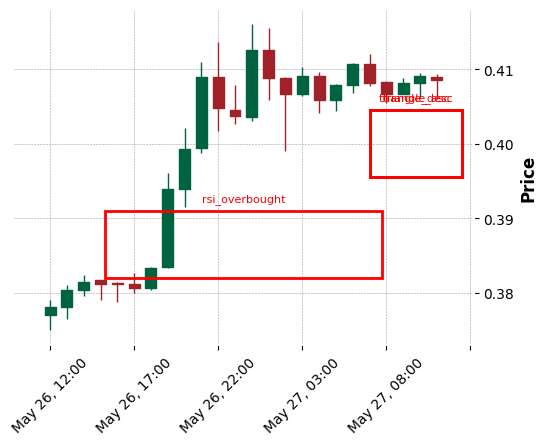 0.41
0.40
0.39
0.38
Price
rsi_overbought
May 26, 12:00
May 26, 17:00
May 26, 22:00
May 27, 03:00
May 27, 08:00